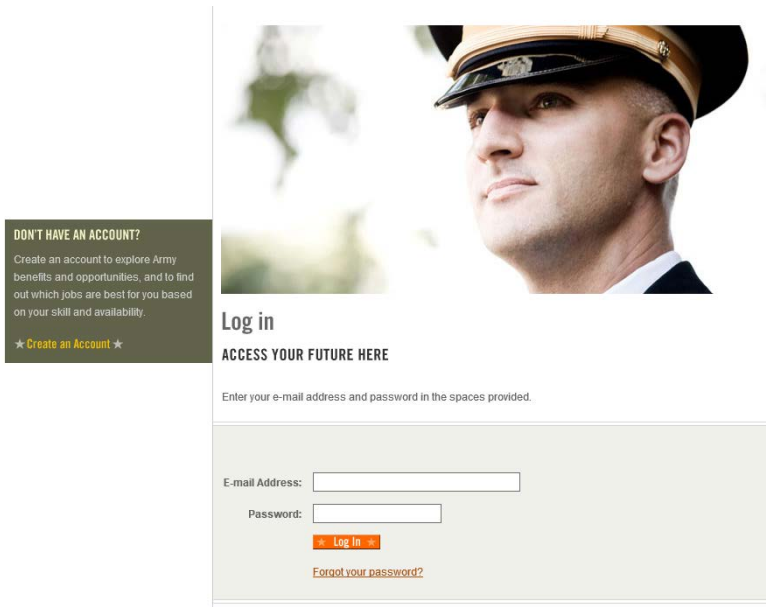 DON'T HAVE AN ACCOUNT?
Create an account to explore Army
benefits and opportunities, and to find
out which jobs are best for you based
on your skill and availability.
★ Create an Account ★
Log in
ACCESS YOUR FUTURE HERE
Enter your e-mail address and password in the spaces provided.
E-mail Address:
Password:
★ Log In ★
Forgot your password?